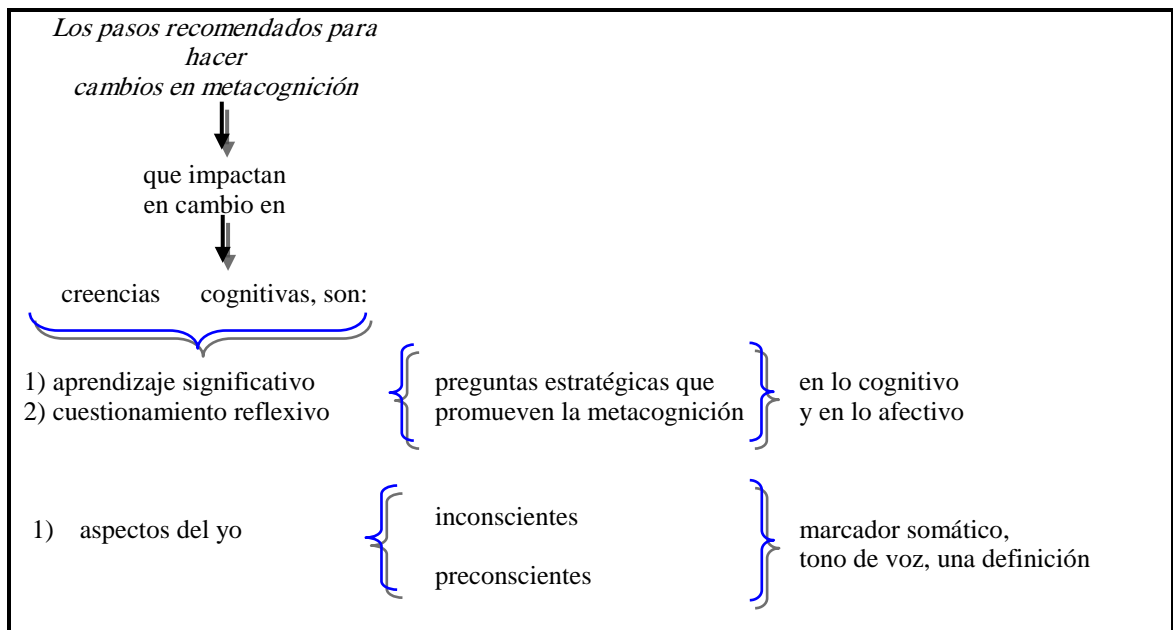 Los pasos recomendados para
hacer
cambios en metacognición
que impactan
en cambio en
creencias cognitivas, son:
1) aprendizaje significativo
2) cuestionamiento reflexivo
preguntas estratégicas que
promueven la metacognición
en lo cognitivo
y en lo afectivo
1) aspectos del yo
inconscientes
preconscientes
marcador somático,
tono de voz, una definición